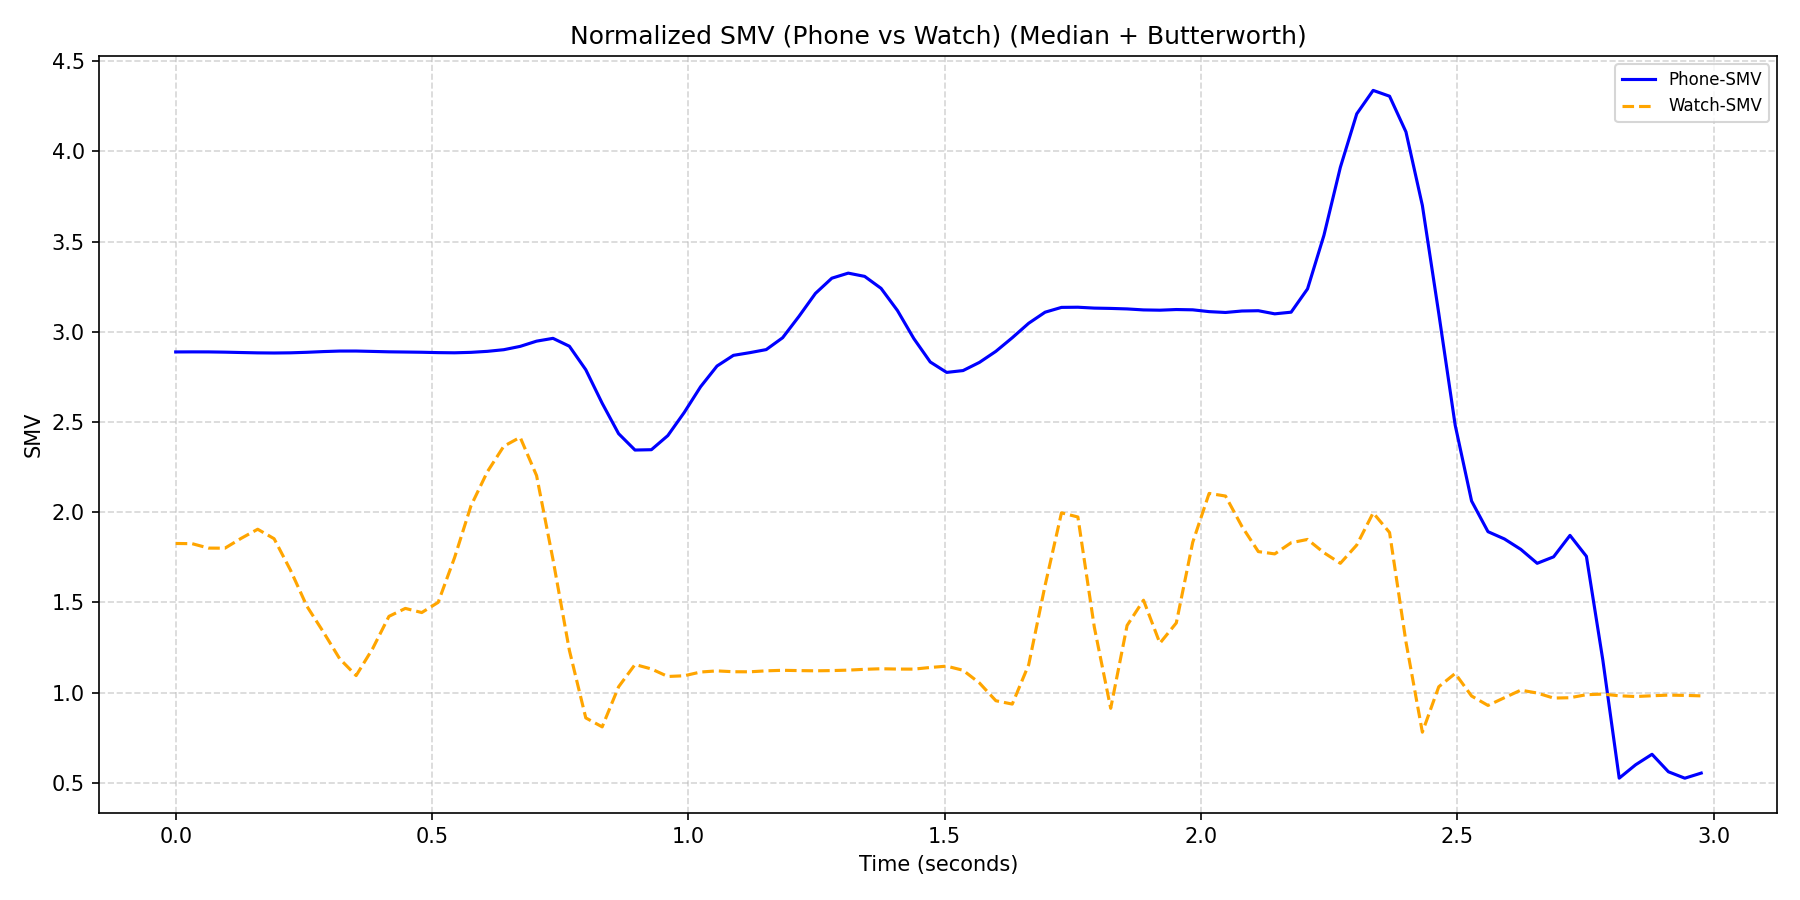 Normalized SMV (Phone vs Watch) (Median + Butterworth)
Phone-SMV
Watch-SMV
SMV
4.5
4.0
3.5
3.0
2.5
2.0
1.5
1.0
0.5
0.0 0.5 1.0 1.5 2.0 2.5 3.0
Time (seconds)